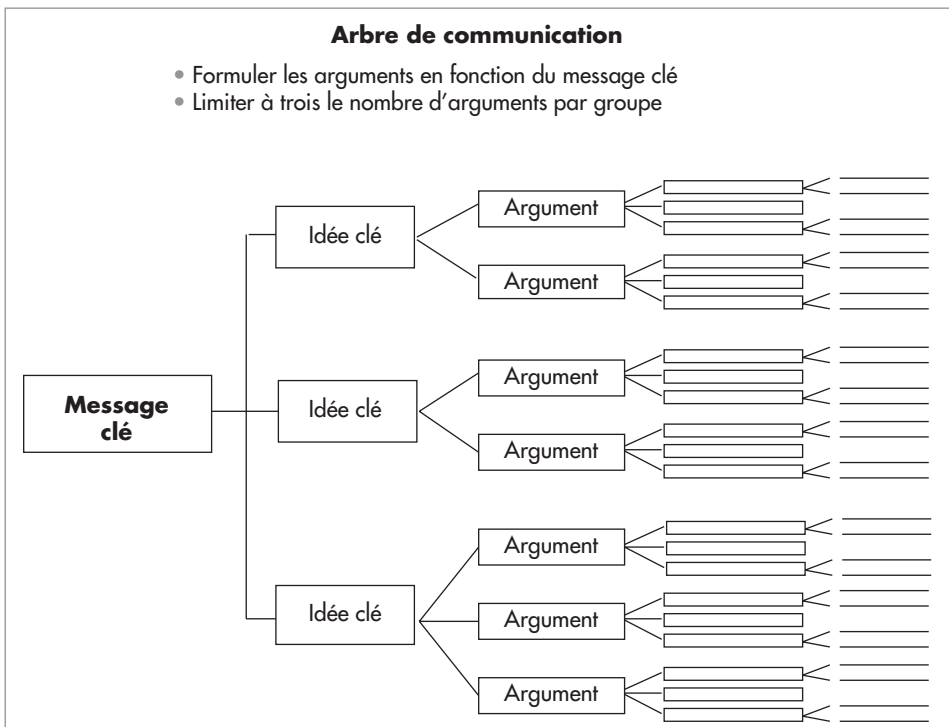 Arbre de communication
• Formuler les arguments en fonction du message clé
• Limiter à trois le nombre d'arguments par groupe
Message
clé
Idée clé
Argument
Argument
Idée clé
Argument
Argument
Idée clé
Argument
Argument
Argument